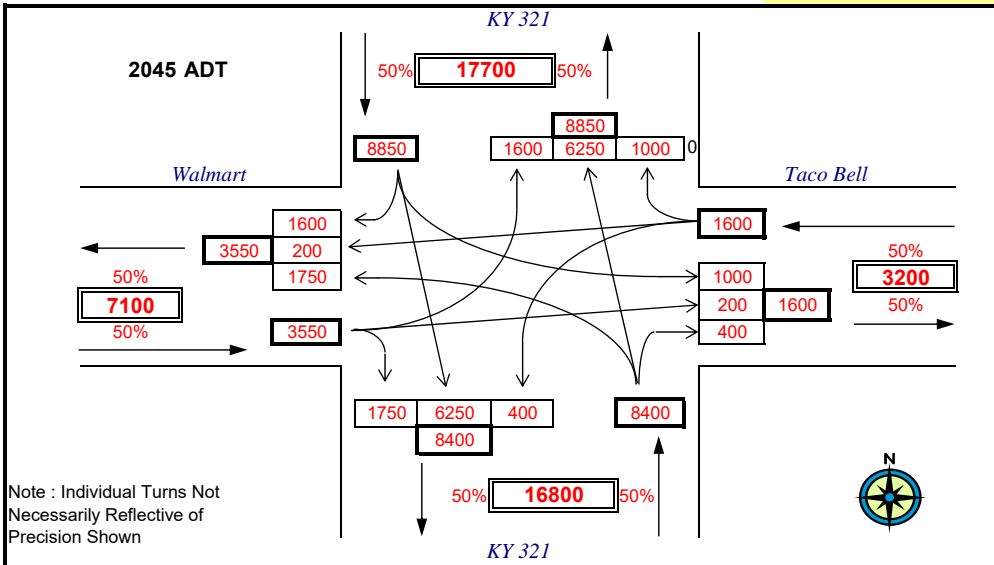 KY 321
2045 ADT
50% 17700 50%
8850
8850
1600 6250 1000 0
Walmart
Taco Bell
1600
3550 200
1750
1600
50%
7100
50%
50%
3200
50%
1000
200 1600
400
3550
1750 6250 400
8400
8400
Note : Individual Turns Not
Necessarily Reflective of
Precision Shown
50% 16800 50%
N
KY 321